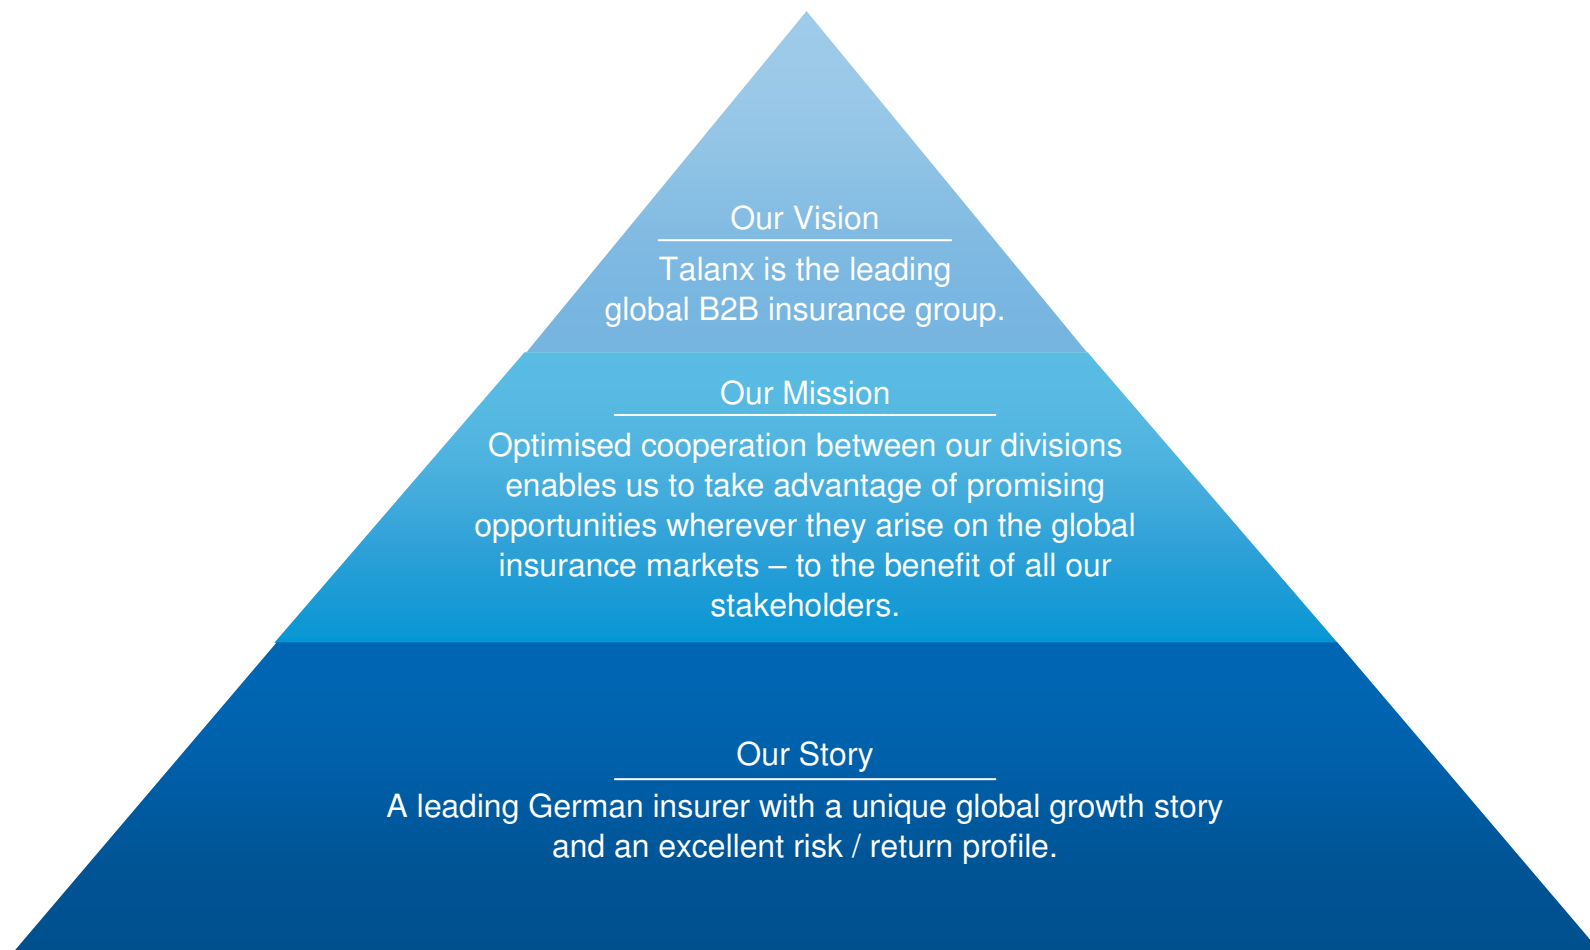 Our Vision
Talanx is the leading
global B2B insurance group.
Our Mission
Optimised cooperation between our divisions
enables us to take advantage of promising
opportunities wherever they arise on the global
insurance markets – to the benefit of all our
stakeholders.
Our Story
A leading German insurer with a unique global growth story
and an excellent risk / return profile.